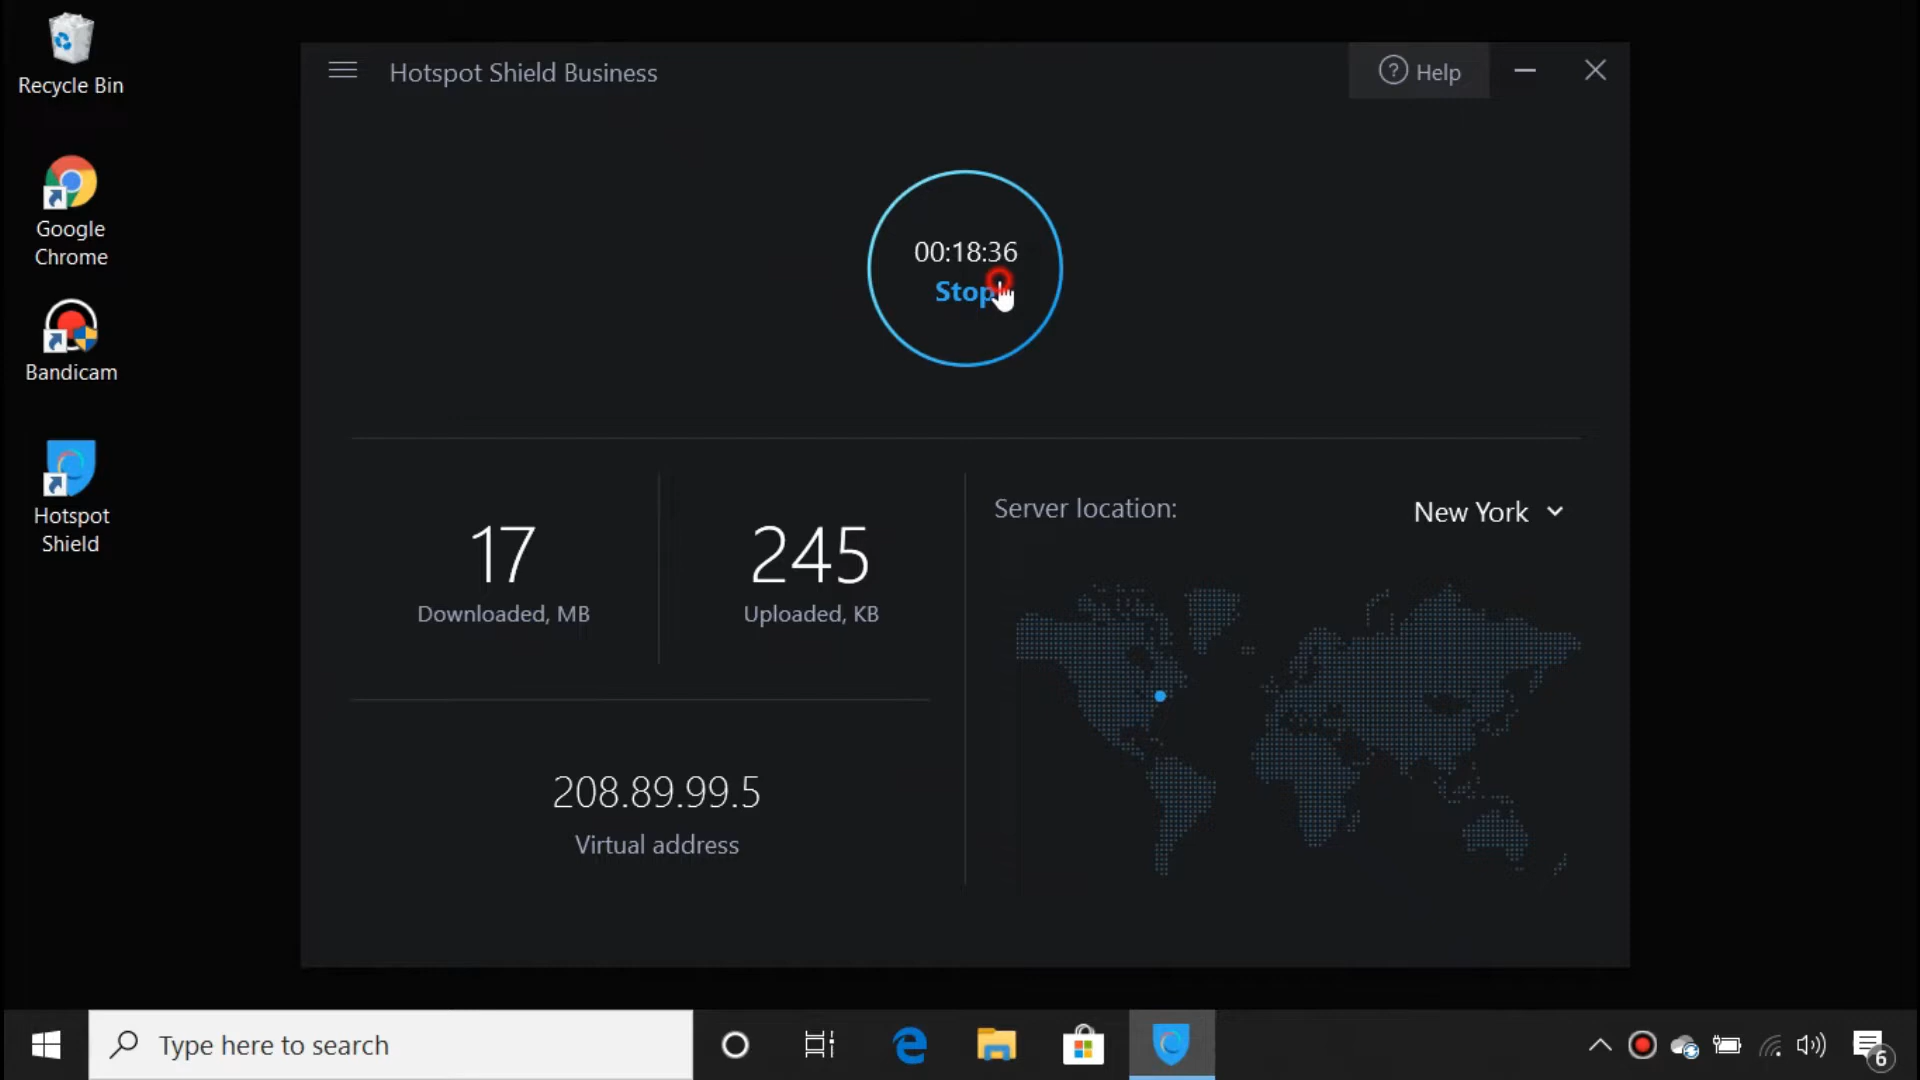 Recycle Bin
Google
Chrome
Bandicam
Hotspot
Shield
Hotspot Shield Business
? Help
00:18:36
Stop
17
Downloaded, MB
245
Uploaded, KB
208.89.99.5
Virtual address
Server location:
New York
Type here to search
6